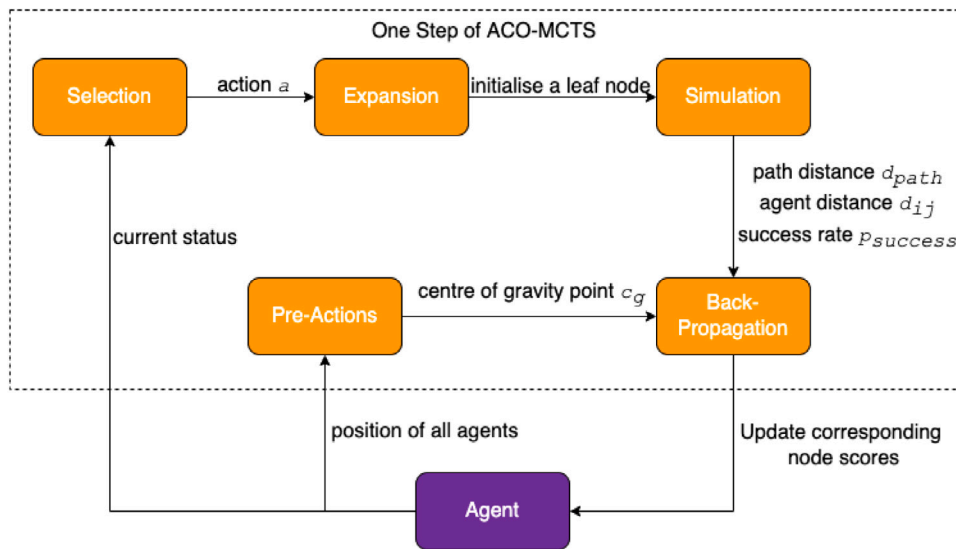 One Step of ACO-MCTS
Selection
action a
Expansion
initialise a leaf node
Simulation
path distance d_path
agent distance d_ij
success rate p_success
current status
Pre-Actions
centre of gravity point c_g
Back-
Propagation
position of all agents
Update corresponding
node scores
Agent